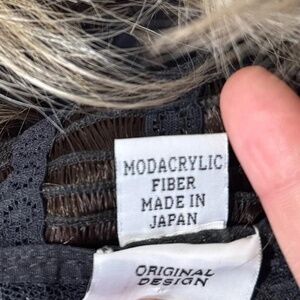 MODACRYLIC
FIBER
MADE IN
JAPAN
ORIGINAL
DESIGN